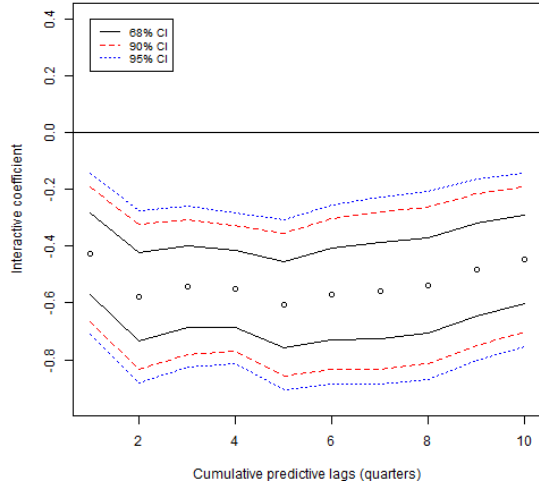 68% CI
90% CI
95% CI
Interactive coefficient
0.4
0.2
0.0
-0.2
-0.4
-0.6
-0.8
2
4
6
8
10
Cumulative predictive lags (quarters)